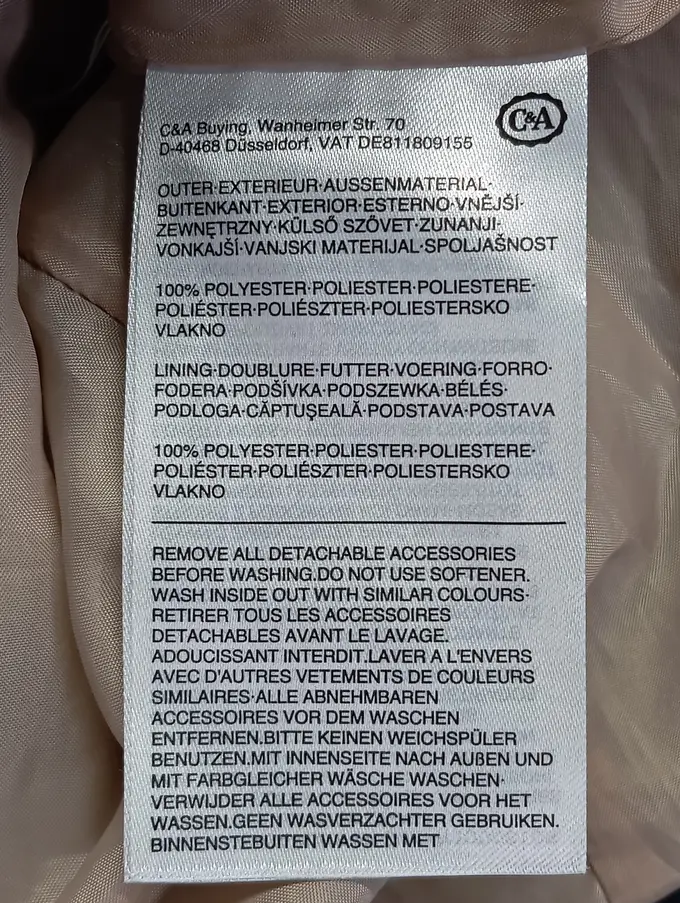 C&A
C&A Buying, Wanheimer Str. 70
D-40468 Düsseldorf, VAT DE811809155
OUTER·EXTERIEUR·AUSSENMATERIAL·
BUITENKANT·EXTERIOR·ESTERNO·VNĚJŠÍ·
ZEWNĘTRZNY·KÜLSŐ SZŐVET·ZUNANJI·
VONKAJŠÍ·VANJSKI MATERIJAL·SPOLJAŠNOST
100% POLYESTER·POLIESTER·POLIESTERE·
POLIÉSTER·POLIÉSZTER·POLIESTERSKO
VLAKNO
LINING·DOUBLURE·FUTTER·VOERING·FORRO·
FODERA·PODŠÍVKA·PODSZEWKA·BÉLÉS·
PODLOGA·CĂPTUŞEALĂ·PODSTAVA·POSTAVA
100% POLYESTER·POLIESTER·POLIESTERE·
POLIÉSTER·POLIÉSZTER·POLIESTERSKO
VLAKNO
REMOVE ALL DETACHABLE ACCESSORIES
BEFORE WASHING.DO NOT USE SOFTENER.
WASH INSIDE OUT WITH SIMILAR COLOURS·
RETIRER TOUS LES ACCESSOIRES
DETACHABLES AVANT LE LAVAGE.
ADOUCISSANT INTERDIT.LAVER A L'ENVERS
AVEC D'AUTRES VETEMENTS DE COULEURS
SIMILAIRES·ALLE ABNEHMBAREN
ACCESSOIRES VOR DEM WASCHEN
ENTFERNEN.BITTE KEINEN WEICHSPÜLER
BENUTZEN.MIT INNENSEITE NACH AUßEN UND
MIT FARBGLEICHER WÄSCHE WASCHEN·
VERWIJDER ALLE ACCESSOIRES VOOR HET
WASSEN.GEEN WASVERZACHTER GEBRUIKEN.
BINNENSTEBUITEN WASSEN MET